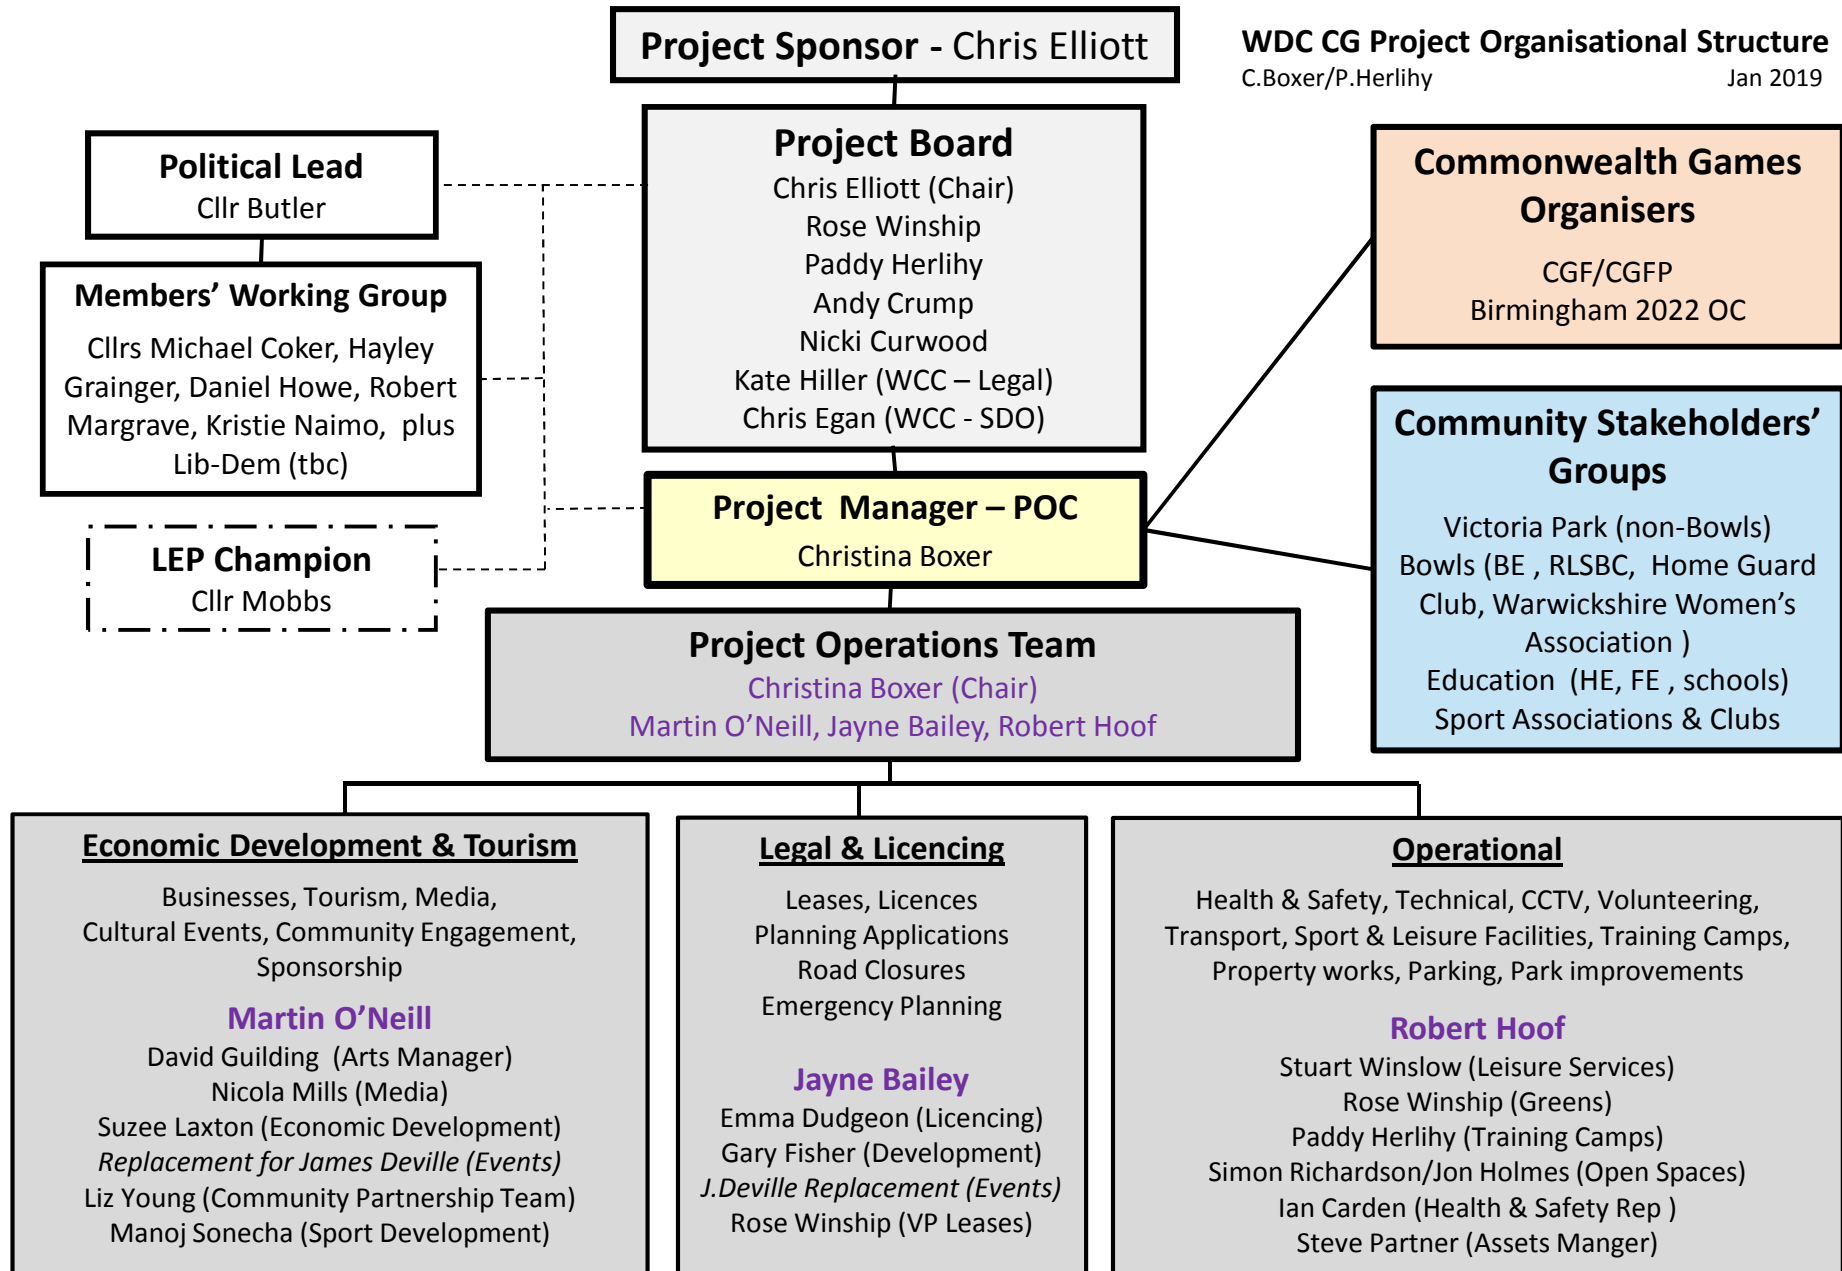 Project Sponsor - Chris Elliott
WDC CG Project Organisational Structure
C.Boxer/P.Herlihy Jan 2019
Project Board
Chris Elliott (Chair)
Rose Winship
Paddy Herlihy
Andy Crump
Nicki Curwood
Kate Hiller (WCC – Legal)
Chris Egan (WCC - SDO)
Political Lead
Cllr Butler
Members’ Working Group
Cllrs Michael Coker, Hayley
Grainger, Daniel Howe, Robert
Margrave, Kristie Naimo, plus
Lib-Dem (tbc)
LEP Champion
Cllr Mobbs
Commonwealth Games
Organisers
CGF/CGFP
Birmingham 2022 OC
Project Manager – POC
Christina Boxer
Community Stakeholders’
Groups
Victoria Park (non-Bowls)
Bowls (BE , RLSBC, Home Guard
Club, Warwickshire Women’s
Association )
Education (HE, FE , schools)
Sport Associations & Clubs
Project Operations Team
Christina Boxer (Chair)
Martin O’Neill, Jayne Bailey, Robert Hoof
Economic Development & Tourism
Businesses, Tourism, Media,
Cultural Events, Community Engagement,
Sponsorship
Martin O’Neill
David Guilding (Arts Manager)
Nicola Mills (Media)
Suzee Laxton (Economic Development)
Replacement for James Deville (Events)
Liz Young (Community Partnership Team)
Manoj Sonecha (Sport Development)
Legal & Licencing
Leases, Licences
Planning Applications
Road Closures
Emergency Planning
Jayne Bailey
Emma Dudgeon (Licencing)
Gary Fisher (Development)
J.Deville Replacement (Events)
Rose Winship (VP Leases)
Operational
Health & Safety, Technical, CCTV, Volunteering,
Transport, Sport & Leisure Facilities, Training Camps,
Property works, Parking, Park improvements
Robert Hoof
Stuart Winslow (Leisure Services)
Rose Winship (Greens)
Paddy Herlihy (Training Camps)
Simon Richardson/Jon Holmes (Open Spaces)
Ian Carden (Health & Safety Rep )
Steve Partner (Assets Manger)